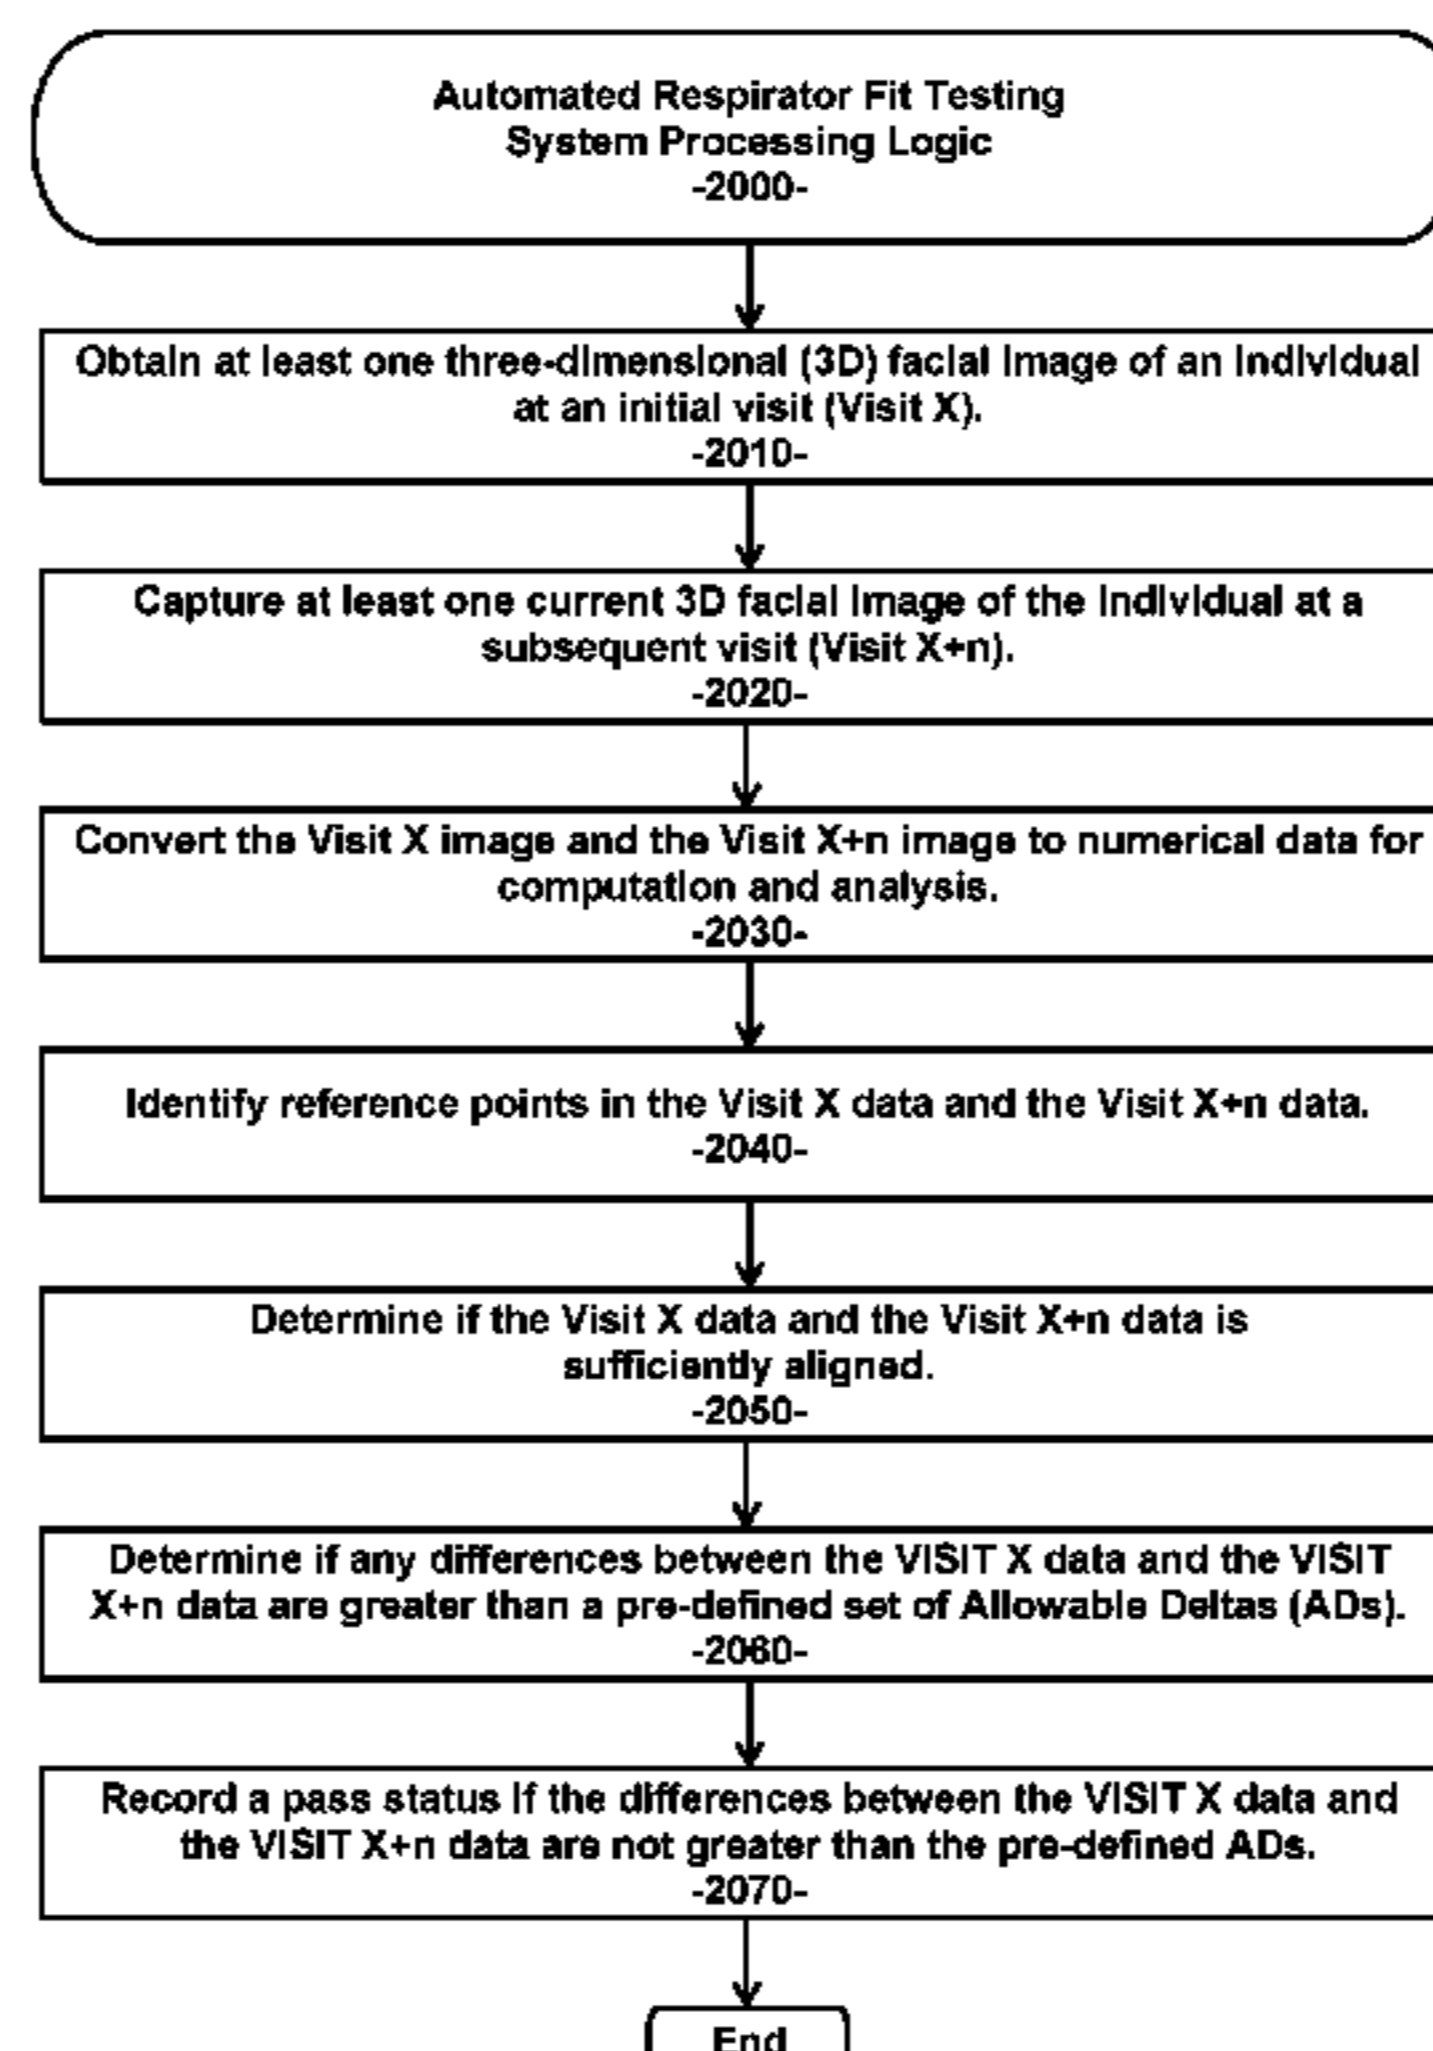 Automated Respirator Fit Testing
System Processing Logic
-2000-
Obtain at least one three-dimensional (3D) facial image of an individual
at an initial visit (Visit X).
-2010-
Capture at least one current 3D facial image of the individual at a
subsequent visit (Visit X+n).
-2020-
Convert the Visit X image and the Visit X+n image to numerical data for
computation and analysis.
-2030-
Identify reference points in the Visit X data and the Visit X+n data.
-2040-
Determine if the Visit X data and the Visit X+n data is
sufficiently aligned.
-2050-
Determine if any differences between the VISIT X data and the VISIT
X+n data are greater than a pre-defined set of Allowable Deltas (ADs).
-2060-
Record a pass status if the differences between the VISIT X data and
the VISIT X+n data are not greater than the pre-defined ADs.
-2070-
End